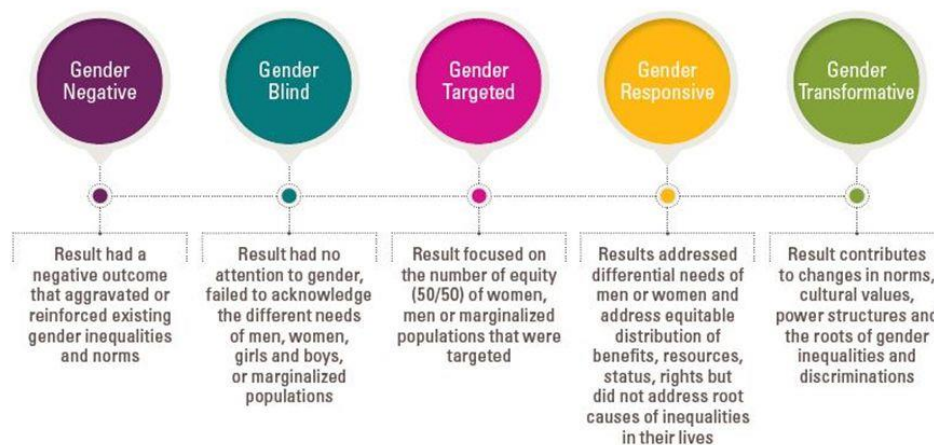 Gender
Negative
Gender
Blind
Gender
Targeted
Gender
Responsive
Gender
Transformative
Result had a
negative outcome
that aggravated or
reinforced existing
gender inequalities
and norms
Result had no
attention to gender,
failed to acknowledge
the different needs
of men, women,
girls and boys,
or marginalized
populations
Result focused on
the number of equity
(50/50) of women,
men or marginalized
populations that were
targeted
Results addressed
differential needs of
men or women and
address equitable
distribution of
benefits, resources,
status, rights but
did not address root
causes of inequalities
in their lives
Result contributes
to changes in norms,
cultural values,
power structures and
the roots of gender
inequalities and
discriminations